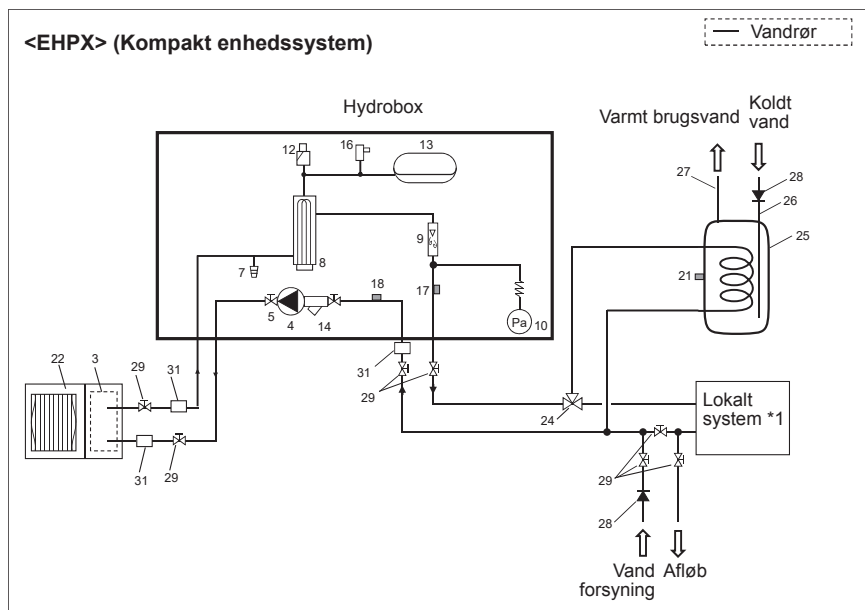 <EHPX> (Kompakt enhedssystem)
Vandrør
Hydrobox
Varmt brugsvand
Koldt
vand
12
16
13
27
28
26
25
9
7
8
21
18
17
5
4
14
Pa
10
22
3
29
31
31
29
24
Lokalt
system *1
31
29
29
28
Vand
forsyning
Afløb